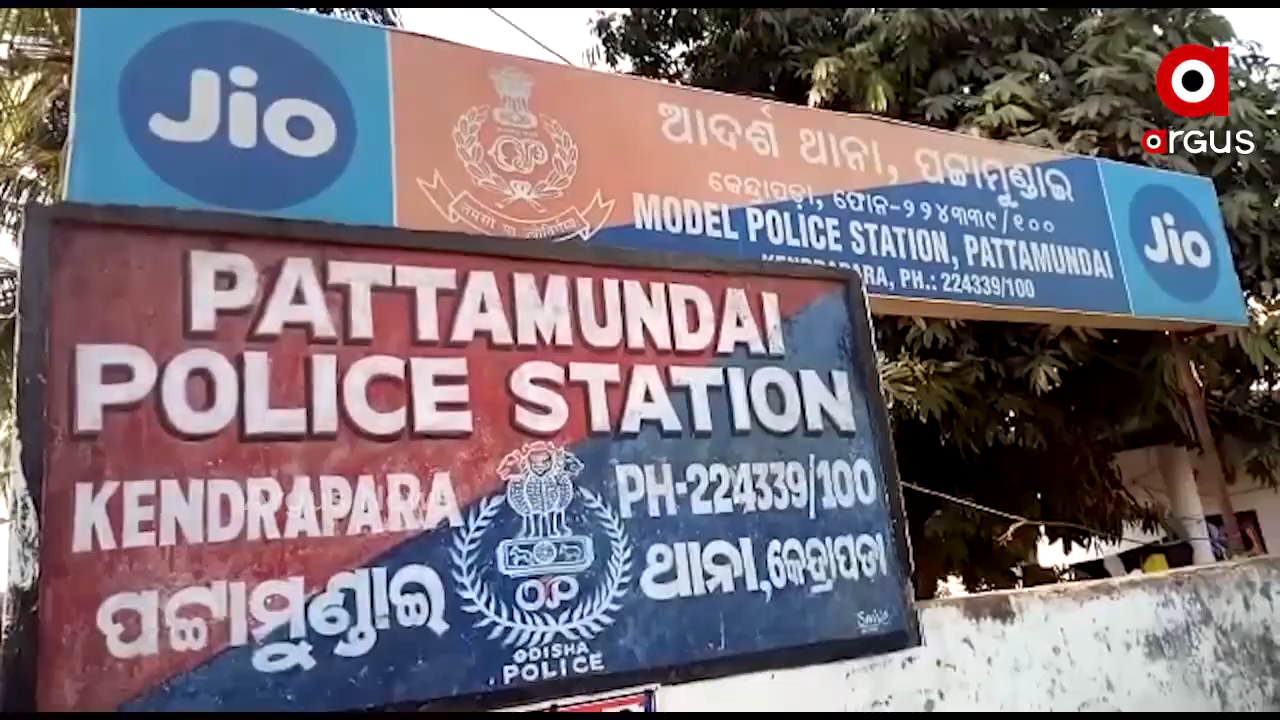 Jio
ଆଦର୍ଶ ଥାନା, ପଟ୍ଟାମୁଣ୍ଡାଇ
କେନ୍ଦ୍ରାପଡ଼ା, ଫୋନ-୨୨୪୩୩୯/୧୦୦
MODEL POLICE STATION, PATTAMUNDAI
KENDRAPARA, PH.: 224339/100
Jio
argus
PATTAMUNDAI
POLICE STATION
KENDRAPARA PH-224339/100
ପଟ୍ଟାମୁଣ୍ଡାଇ ଥାନା,କେନ୍ଦ୍ରାପଡ଼ା
ODISHA
POLICE